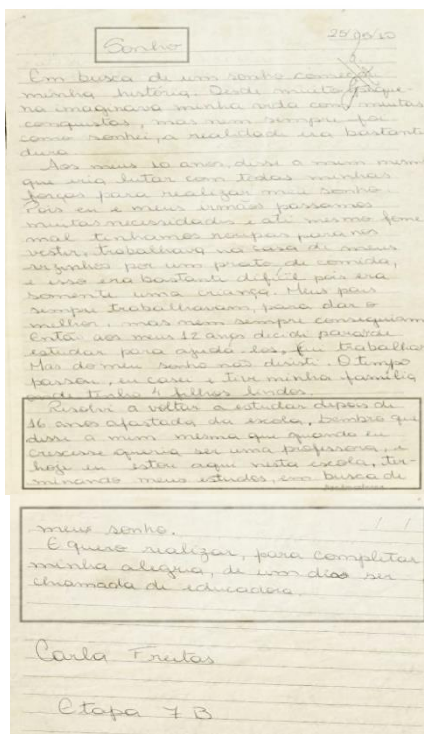 Sonho
25/05/10
Em busca de um sonho comecei
minha história. Desde muito peque-
na imaginava minha vida com muitas
conquistas, mas nem sempre foi
como sonhei, a realidade era bastante
dura.
Aos meus 10 anos, disse a mim mesma
que iria lutar com todas minhas
forças para realizar meu sonho.
Pois eu e meus irmãos passamos
muitas necessidades e até mesmo fome
mal tinhamos roupas para nos
vestir, trabalhava na casa de meus
vizinhos por um prato de comida,
e isso era bastante difícil pois era
somente uma criança. Meus pais
sempre trabalhavam, para dar o
melhor, mas nem sempre conseguiam
Então aos meus 12 anos decidi parar de
estudar para ajudá-los, fui trabalhar
Mas do meu sonho não desisti. O tempo
passou, eu casei e tive minha família
onde tenho 4 filhos lindos.
Resolvi a voltar a estudar depois de
16 anos afastada da escola, lembro que
disse a mim mesma que quando eu
crescesse queria ser uma professora, e
hoje eu estou aqui nesta escola, ter-
minando meus estudos, em busca de
meu sonho.
E quero realizar, para completar
minha alegria, de um dia ser
chamada de educadora.
Carla Freitas
Etapa 7 B